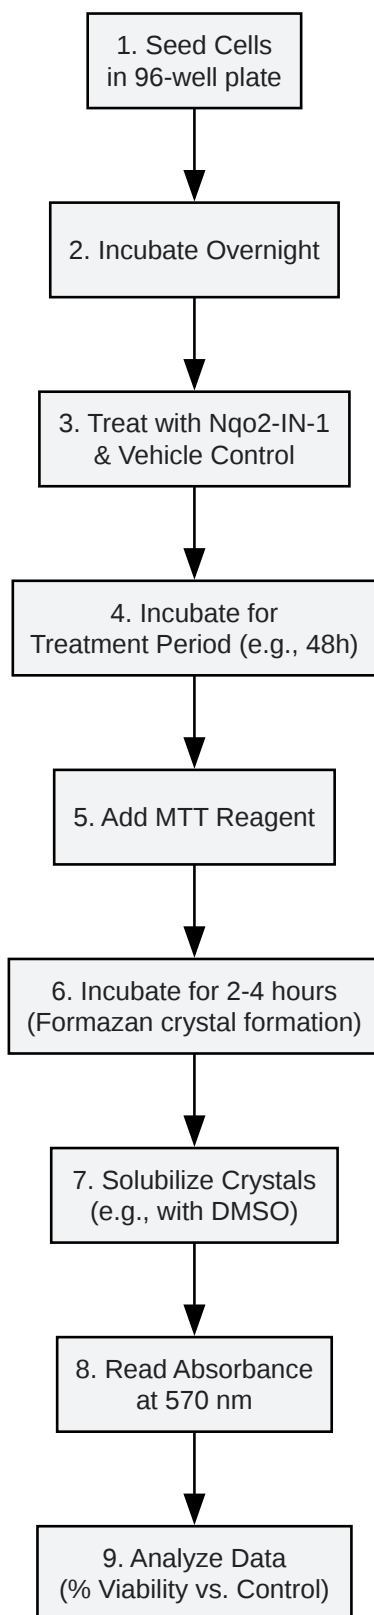 1. Seed Cells
in 96-well plate
2. Incubate Overnight
3. Treat with Nqo2-IN-1
& Vehicle Control
4. Incubate for
Treatment Period (e.g., 48h)
5. Add MTT Reagent
6. Incubate for 2-4 hours
(Formazan crystal formation)
7. Solubilize Crystals
(e.g., with DMSO)
8. Read Absorbance
at 570 nm
9. Analyze Data
(% Viability vs. Control)